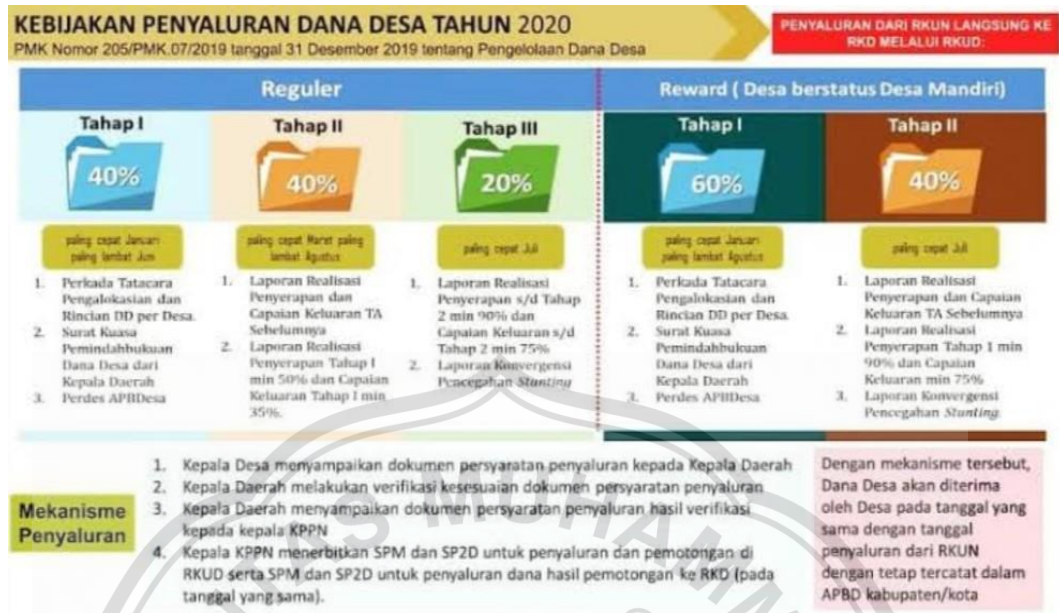 KEBIJAKAN PENYALURAN DANA DESA TAHUN 2020
PMK Nomor 205/PMK.07/2019 tanggal 31 Desember 2019 tentang Pengelolaan Dana Desa
PENYALURAN DARI RKUN LANGSUNG KE
RKD MELALUI RKUD:
Reguler
Tahap I
40%
paling cepat Januari
paling lambat Juni
1. Perkada Tatacara
Pengalokasian dan
Rincian DD per Desa.
2. Surat Kuasa
Pemindahbukuan
Dana Desa dari
Kepala Daerah
3. Perdes APBDesa
Tahap II
40%
paling cepat Maret paling
lambat Agustus
1. Laporan Realisasi
Penyerapan dan
Capaian Keluaran TA
Sebelumnya
2. Laporan Realisasi
Penyerapan Tahap I
min 50% dan Capaian
Keluaran Tahap I min
35%.
Tahap III
20%
paling cepat Juli
1. Laporan Realisasi
Penyerapan s/d Tahap
2 min 90% dan
Capaian Keluaran s/d
Tahap 2 min 75%
2. Laporan Konvergensi
Pencegahan Stunting
Reward ( Desa berstatus Desa Mandiri)
Tahap I
60%
paling cepat Januari
paling lambat Agustus
1. Perkada Tatacara
Pengalokasian dan
Rincian DD per Desa.
2. Surat Kuasa
Pemindahbukuan
Dana Desa dari
Kepala Daerah
3. Perdes APBDesa
Tahap II
40%
paling cepat Juli
1. Laporan Realisasi
Penyerapan dan Capaian
Keluaran TA Sebelumnya
2. Laporan Realisasi
Penyerapan Tahap 1 min
90% dan Capaian
Keluaran min 75%
3. Laporan Konvergensi
Pencegahan Stunting.
Mekanisme
Penyaluran
1. Kepala Desa menyampaikan dokumen persyaratan penyaluran kepada Kepala Daerah
2. Kepala Daerah melakukan verifikasi kesesuaian dokumen persyaratan penyaluran
3. Kepala Daerah menyampaikan dokumen persyaratan penyaluran hasil verifikasi
kepada kepala KPPN
4. Kepala KPPN menerbitkan SPM dan SP2D untuk penyaluran dan pemotongan di
RKUD serta SPM dan SP2D untuk penyaluran dana hasil pemotongan ke RKD (pada
tanggal yang sama).
Dengan mekanisme tersebut,
Dana Desa akan diterima
oleh Desa pada tanggal yang
sama dengan tanggal
penyaluran dari RKUN
dengan tetap tercatat dalam
APBD kabupaten/kota